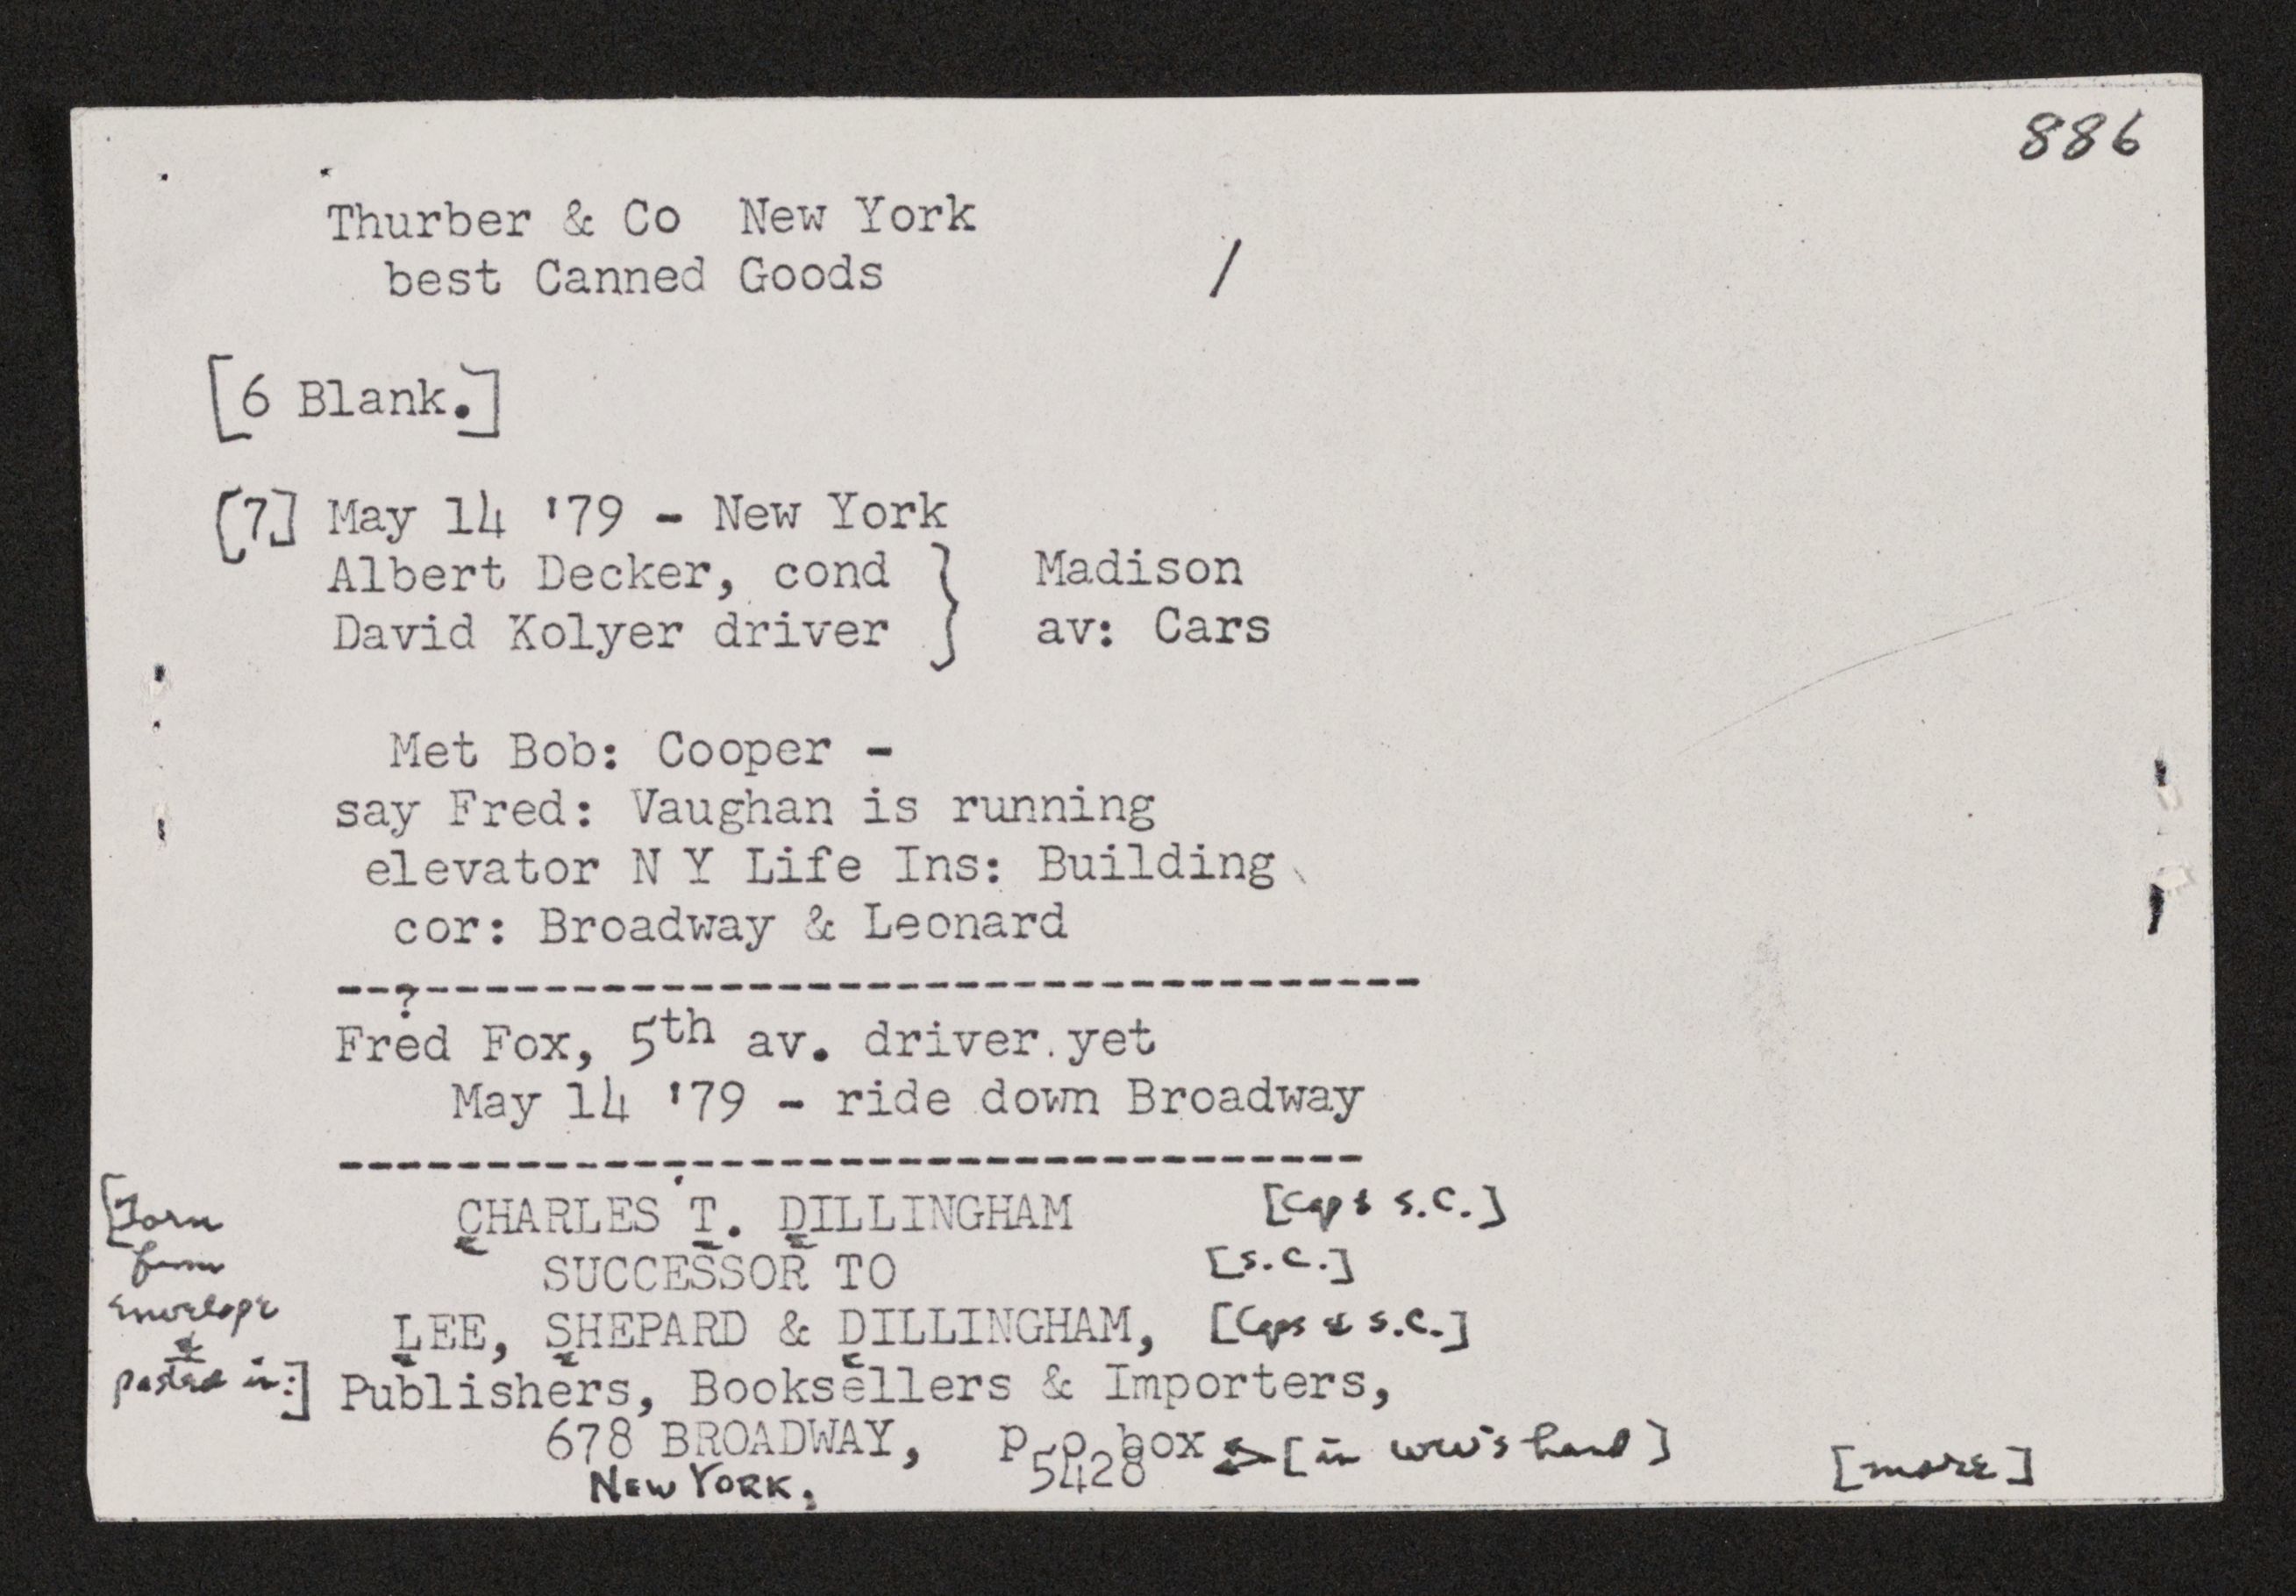 886
Thurber & Co New York
best Canned Goods /
[6 Blank.]
[7] May 14 '79 - New York
Albert Decker, cond } Madison
David Kolyer driver } av: Cars
Met Bob: Cooper -
say Fred: Vaughan is running
elevator N Y Life Ins: Building
cor: Broadway & Leonard
-------------------------------------
?
Fred Fox, 5th av. driver yet
May 14 '79 - ride down Broadway
-----------------------------------
[Torn from envelope & pasted in:]
CHARLES T. DILLINGHAM [Cap & s.c.]
SUCCESSOR TO [s.c.]
LEE, SHEPARD & DILLINGHAM, [Caps & s.c.]
Publishers, Booksellers & Importers,
678 BROADWAY, p o box [in WW's hand]
5428
NEW YORK.
[more]